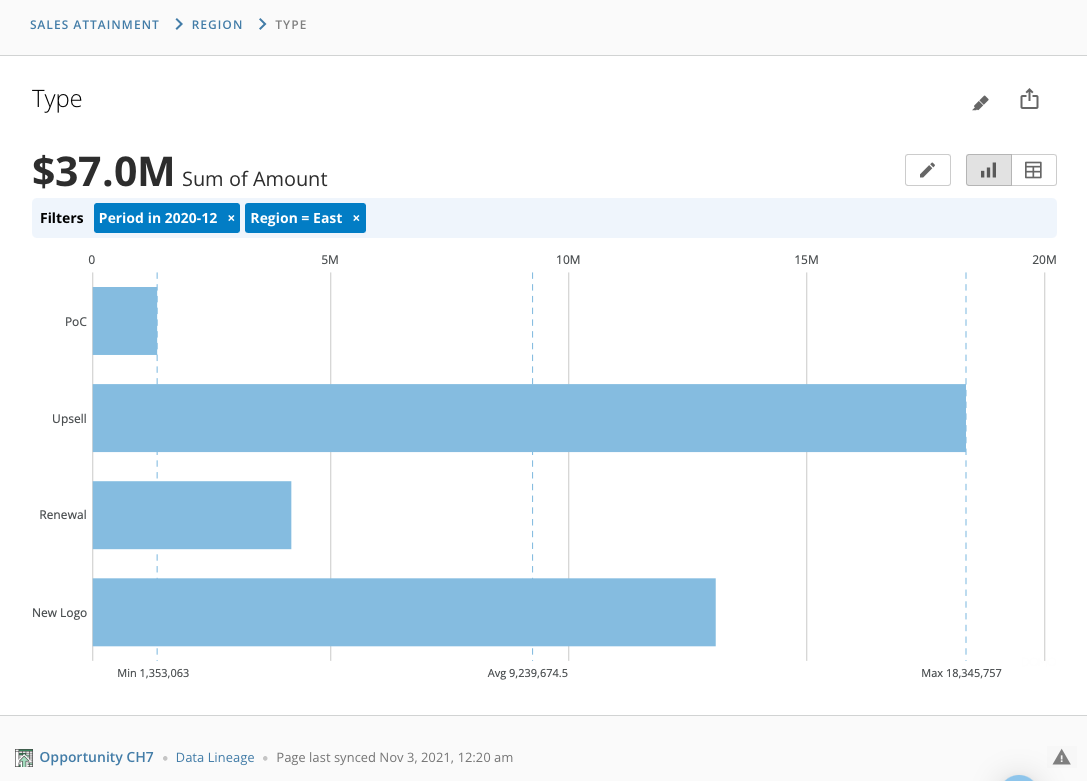 SALES ATTAINMENT > REGION > TYPE
Type
$37.0M Sum of Amount
Filters Period in 2020-12 × Region = East ×
0 5M 10M 15M 20M
PoC
Upsell
Renewal
New Logo
Min 1,353,063 Avg 9,239,674.5 Max 18,345,757
Opportunity CH7 • Data Lineage • Page last synced Nov 3, 2021, 12:20 am